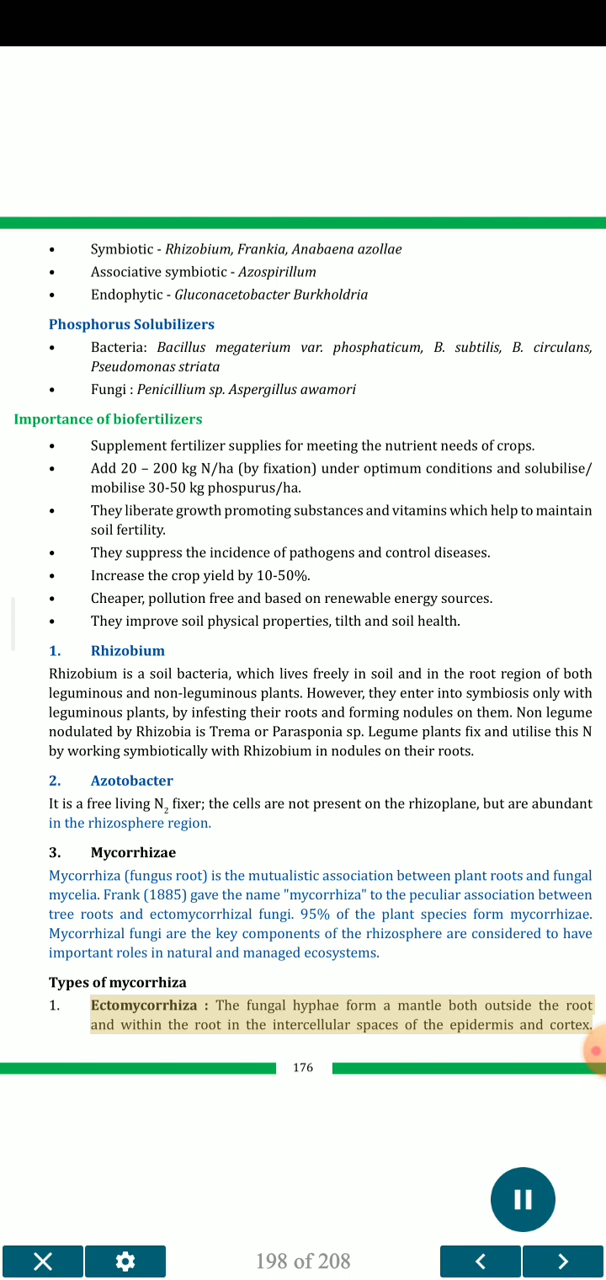 • Symbiotic - Rhizobium, Frankia, Anabaena azollae
• Associative symbiotic - Azospirillum
• Endophytic - Gluconacetobacter Burkholdria
Phosphorus Solubilizers
• Bacteria: Bacillus megaterium var. phosphaticum, B. subtilis, B. circulans,
Pseudomonas striata
• Fungi : Penicillium sp. Aspergillus awamori
Importance of biofertilizers
• Supplement fertilizer supplies for meeting the nutrient needs of crops.
• Add 20 – 200 kg N/ha (by fixation) under optimum conditions and solubilise/
mobilise 30-50 kg phospurus/ha.
• They liberate growth promoting substances and vitamins which help to maintain
soil fertility.
• They suppress the incidence of pathogens and control diseases.
• Increase the crop yield by 10-50%.
• Cheaper, pollution free and based on renewable energy sources.
• They improve soil physical properties, tilth and soil health.
1. Rhizobium
Rhizobium is a soil bacteria, which lives freely in soil and in the root region of both
leguminous and non-leguminous plants. However, they enter into symbiosis only with
leguminous plants, by infesting their roots and forming nodules on them. Non legume
nodulated by Rhizobia is Trema or Parasponia sp. Legume plants fix and utilise this N
by working symbiotically with Rhizobium in nodules on their roots.
2. Azotobacter
It is a free living N₂ fixer; the cells are not present on the rhizoplane, but are abundant
in the rhizosphere region.
3. Mycorrhizae
Mycorrhiza (fungus root) is the mutualistic association between plant roots and fungal
mycelia. Frank (1885) gave the name "mycorrhiza" to the peculiar association between
tree roots and ectomycorrhizal fungi. 95% of the plant species form mycorrhizae.
Mycorrhizal fungi are the key components of the rhizosphere are considered to have
important roles in natural and managed ecosystems.
Types of mycorrhiza
1. Ectomycorrhiza : The fungal hyphae form a mantle both outside the root
and within the root in the intercellular spaces of the epidermis and cortex.
176
198 of 208